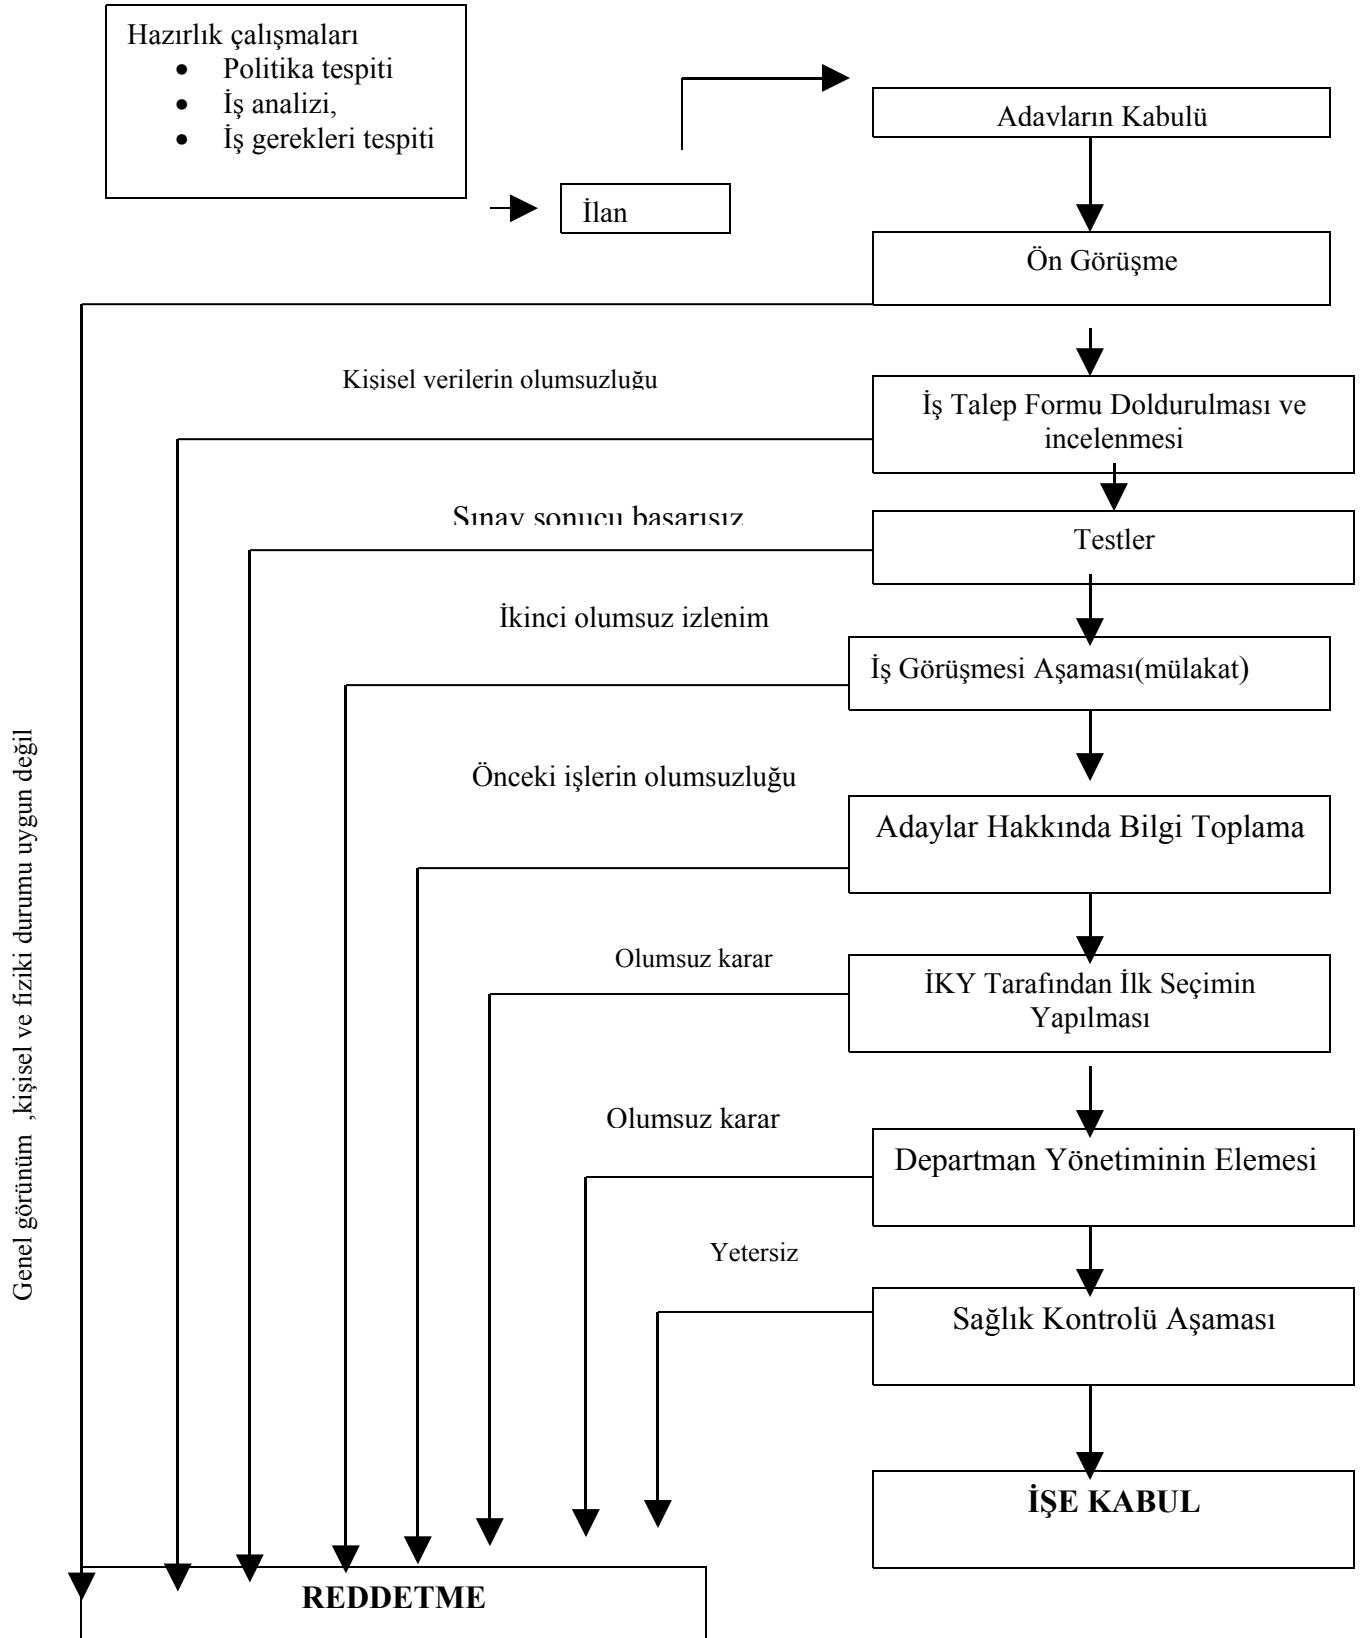 Hazırlık çalışmaları
• Politika tespiti
• İş analizi,
• İş gerekleri tespiti
İlan
Adayların Kabulü
Ön Görüşme
Kişisel verilerin olumsuzluğu
İş Talep Formu Doldurulması ve
incelenmesi
Sınav sonucu başarısız
Testler
İkinci olumsuz izlenim
İş Görüşmesi Aşaması(mülakat)
Önceki işlerin olumsuzluğu
Adaylar Hakkında Bilgi Toplama
Olumsuz karar
İKY Tarafından İlk Seçimin
Yapılması
Olumsuz karar
Departman Yönetiminin Elemesi
Yetersiz
Sağlık Kontrolü Aşaması
Genel görünüm ,kişisel ve fiziki durumu uygun değil
İŞE KABUL
REDDETME